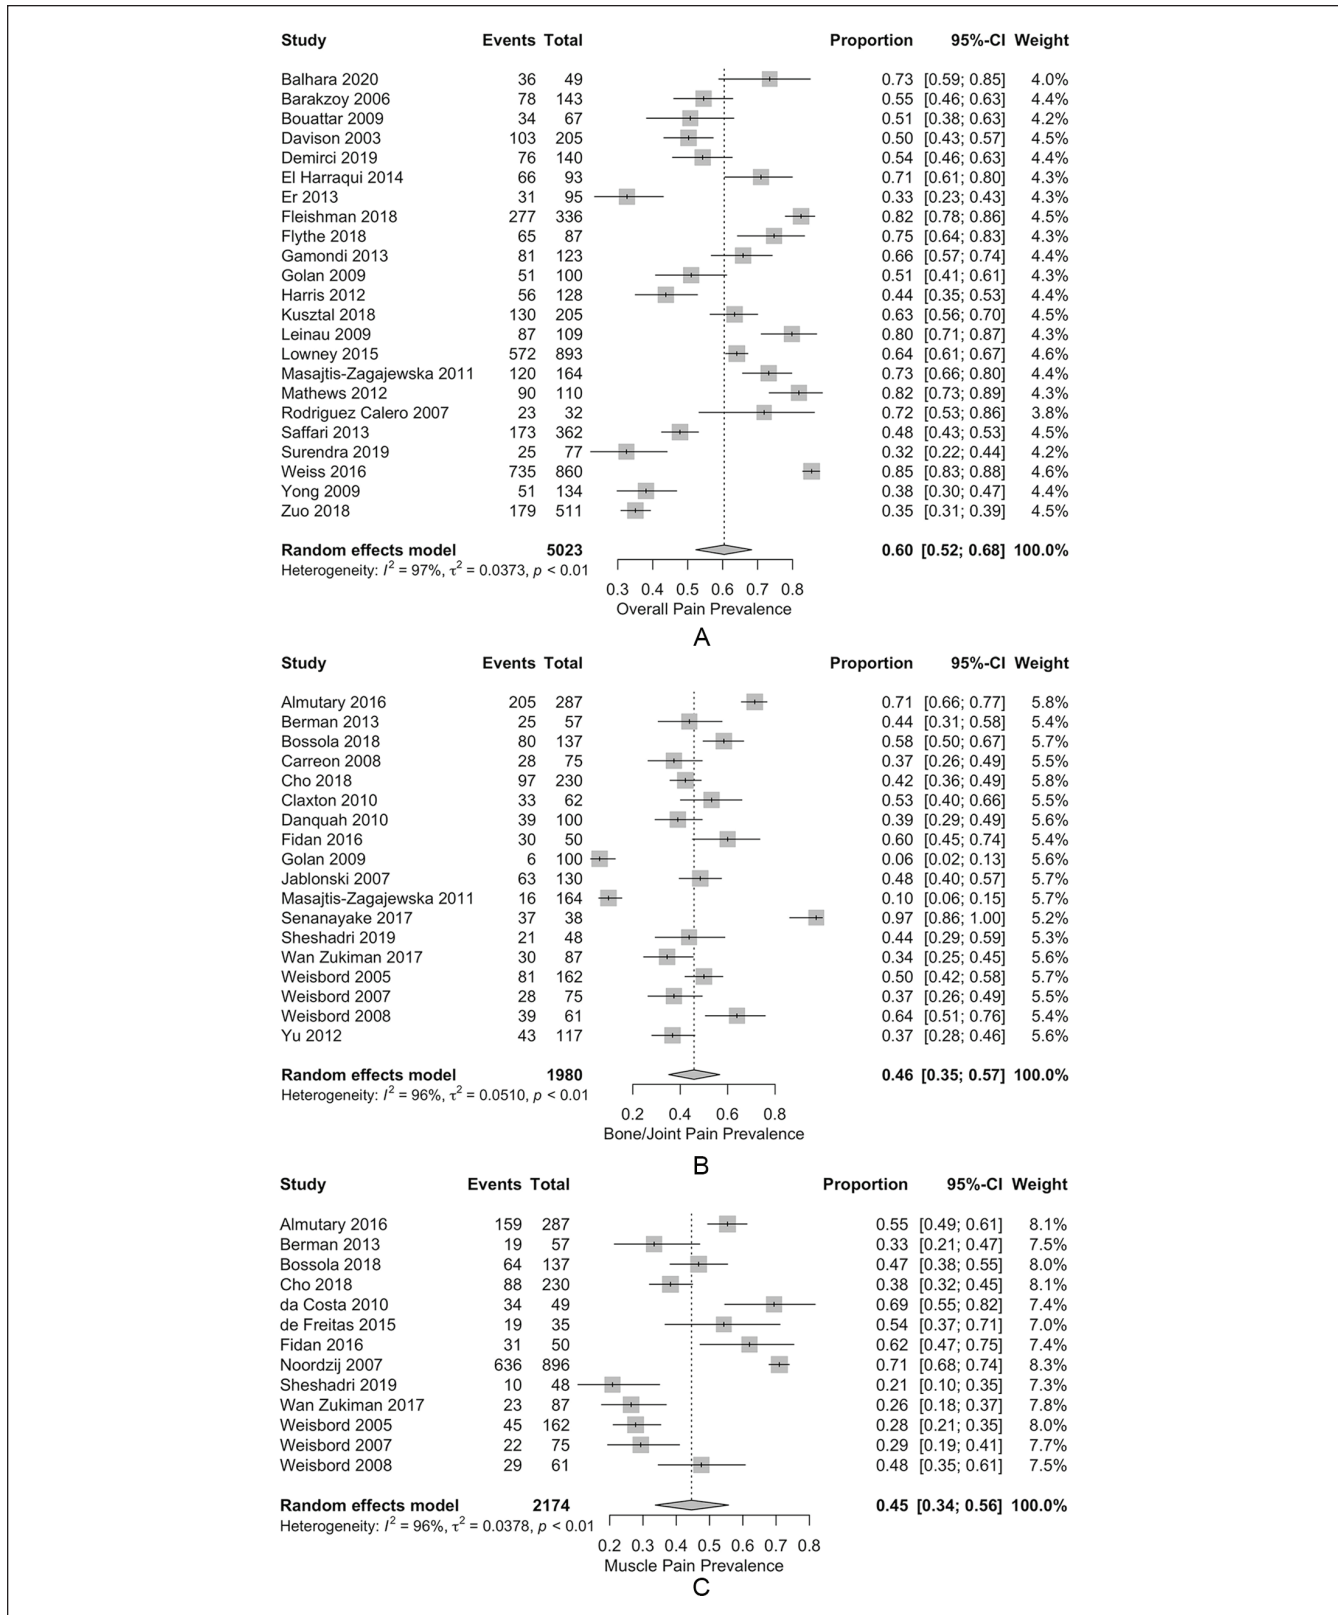 Study Events Total Proportion 95%-CI Weight
Balhara 2020 36 49 0.73 [0.59; 0.85] 4.0%
Barakzoy 2006 78 143 0.55 [0.46; 0.63] 4.4%
Bouattar 2009 34 67 0.51 [0.38; 0.63] 4.2%
Davison 2003 103 205 0.50 [0.43; 0.57] 4.5%
Demirci 2019 76 140 0.54 [0.46; 0.63] 4.4%
El Harraqui 2014 66 93 0.71 [0.61; 0.80] 4.3%
Er 2013 31 95 0.33 [0.23; 0.43] 4.3%
Fleishman 2018 277 336 0.82 [0.78; 0.86] 4.5%
Flythe 2018 65 87 0.75 [0.64; 0.83] 4.3%
Gamondi 2013 81 123 0.66 [0.57; 0.74] 4.4%
Golan 2009 51 100 0.51 [0.41; 0.61] 4.3%
Harris 2012 56 128 0.44 [0.35; 0.53] 4.4%
Kusztal 2018 130 205 0.63 [0.56; 0.70] 4.5%
Leinau 2009 87 109 0.80 [0.71; 0.87] 4.3%
Lowney 2015 572 893 0.64 [0.61; 0.67] 4.6%
Masajtis-Zagajewska 2011 120 164 0.73 [0.66; 0.80] 4.4%
Mathews 2012 90 110 0.82 [0.73; 0.89] 4.3%
Rodriguez Calero 2007 23 32 0.72 [0.53; 0.86] 3.8%
Saffari 2013 173 362 0.48 [0.43; 0.53] 4.5%
Surendra 2019 25 77 0.32 [0.22; 0.44] 4.2%
Weiss 2016 735 860 0.85 [0.83; 0.88] 4.6%
Yong 2009 51 134 0.38 [0.30; 0.47] 4.4%
Zuo 2018 179 511 0.35 [0.31; 0.39] 4.5%
Random effects model 5023 0.60 [0.52; 0.68] 100.0%
Heterogeneity: I² = 97%, τ² = 0.0373, p < 0.01
0.3 0.4 0.5 0.6 0.7 0.8
Overall Pain Prevalence
A
Study Events Total Proportion 95%-CI Weight
Almutary 2016 205 287 0.71 [0.66; 0.77] 5.8%
Berman 2013 25 57 0.44 [0.31; 0.58] 5.4%
Bossola 2018 80 137 0.58 [0.50; 0.67] 5.7%
Carreon 2008 28 75 0.37 [0.26; 0.49] 5.5%
Cho 2018 97 230 0.42 [0.36; 0.49] 5.8%
Claxton 2010 33 62 0.53 [0.40; 0.66] 5.5%
Danquah 2010 39 100 0.39 [0.29; 0.49] 5.6%
Fidan 2016 30 50 0.60 [0.45; 0.74] 5.4%
Golan 2009 6 100 0.06 [0.02; 0.13] 5.6%
Jablonski 2007 63 130 0.48 [0.40; 0.57] 5.7%
Masajtis-Zagajewska 2011 16 164 0.10 [0.06; 0.15] 5.7%
Senanayake 2017 37 38 0.97 [0.86; 1.00] 5.2%
Sheshadri 2019 21 48 0.44 [0.29; 0.59] 5.3%
Wan Zukiman 2017 30 87 0.34 [0.25; 0.45] 5.6%
Weisbord 2005 81 162 0.50 [0.42; 0.58] 5.7%
Weisbord 2007 28 75 0.37 [0.26; 0.49] 5.5%
Weisbord 2008 39 61 0.64 [0.51; 0.76] 5.4%
Yu 2012 43 117 0.37 [0.28; 0.46] 5.6%
Random effects model 1980 0.46 [0.35; 0.57] 100.0%
Heterogeneity: I² = 96%, τ² = 0.0510, p < 0.01
0.2 0.4 0.6 0.8
Bone/Joint Pain Prevalence
B
Study Events Total Proportion 95%-CI Weight
Almutary 2016 159 287 0.55 [0.49; 0.61] 8.1%
Berman 2013 19 57 0.33 [0.21; 0.47] 7.5%
Bossola 2018 64 137 0.47 [0.38; 0.55] 8.0%
Cho 2018 88 230 0.38 [0.32; 0.45] 8.1%
da Costa 2010 34 49 0.69 [0.55; 0.82] 7.4%
de Freitas 2015 19 35 0.54 [0.37; 0.71] 7.0%
Fidan 2016 31 50 0.62 [0.47; 0.75] 7.4%
Noordzij 2007 636 896 0.71 [0.68; 0.74] 8.3%
Sheshadri 2019 10 48 0.21 [0.10; 0.35] 7.3%
Wan Zukiman 2017 23 87 0.26 [0.18; 0.37] 7.8%
Weisbord 2005 45 162 0.28 [0.21; 0.35] 8.0%
Weisbord 2007 22 75 0.29 [0.19; 0.41] 7.7%
Weisbord 2008 29 61 0.48 [0.35; 0.61] 7.5%
Random effects model 2174 0.45 [0.34; 0.56] 100.0%
Heterogeneity: I² = 96%, τ² = 0.0378, p < 0.01
0.2 0.3 0.4 0.5 0.6 0.7 0.8
Muscle Pain Prevalence
C